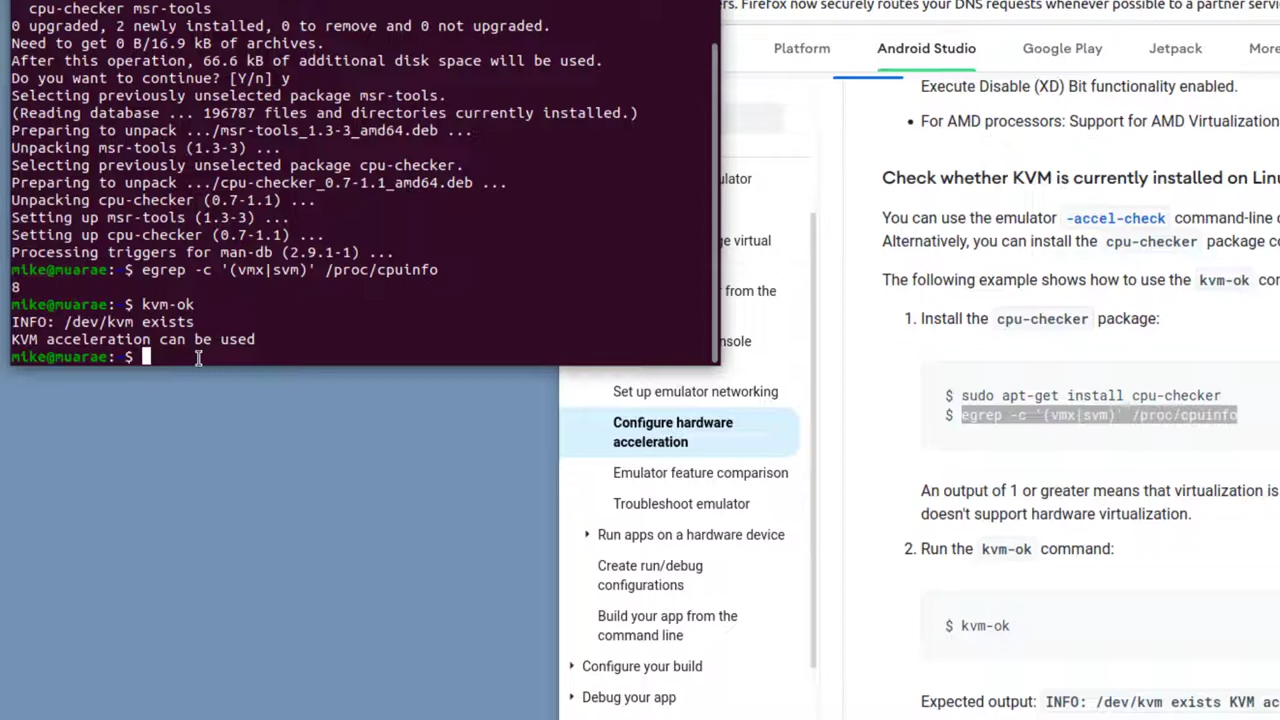 cpu-checker msr-tools
0 upgraded, 2 newly installed, 0 to remove and 0 not upgraded.
Need to get 0 B/16.9 kB of archives.
After this operation, 66.6 kB of additional disk space will be used.
Do you want to continue? [Y/n] y
Selecting previously unselected package msr-tools.
(Reading database ... 196787 files and directories currently installed.)
Preparing to unpack .../msr-tools_1.3-3_amd64.deb ...
Unpacking msr-tools (1.3-3) ...
Selecting previously unselected package cpu-checker.
Preparing to unpack .../cpu-checker_0.7-1.1_amd64.deb ...
Unpacking cpu-checker (0.7-1.1) ...
Setting up msr-tools (1.3-3) ...
Setting up cpu-checker (0.7-1.1) ...
Processing triggers for man-db (2.9.1-1) ...
mike@muarae:~$ egrep -c '(vmx|svm)' /proc/cpuinfo
8
mike@muarae:~$ kvm-ok
INFO: /dev/kvm exists
KVM acceleration can be used
mike@muarae:~$
rs. Firefox now securely routes your DNS requests whenever possible to a partner servi
Platform
Android Studio
Google Play
Jetpack
More
ulator
ge virtual
r from the
nsole
Set up emulator networking
Configure hardware
acceleration
Emulator feature comparison
Troubleshoot emulator
Run apps on a hardware device
Create run/debug
configurations
Build your app from the
command line
Configure your build
Debug your app
Execute Disable (XD) Bit functionality enabled.
• For AMD processors: Support for AMD Virtualization
Check whether KVM is currently installed on Linu
You can use the emulator -accel-check command-line o
Alternatively, you can install the cpu-checker package co
The following example shows how to use the kvm-ok con
1. Install the cpu-checker package:
$ sudo apt-get install cpu-checker
$ egrep -c '(vmx|svm)' /proc/cpuinfo
An output of 1 or greater means that virtualization is
doesn't support hardware virtualization.
2. Run the kvm-ok command:
$ kvm-ok
Expected output: INFO: /dev/kvm exists KVM ac